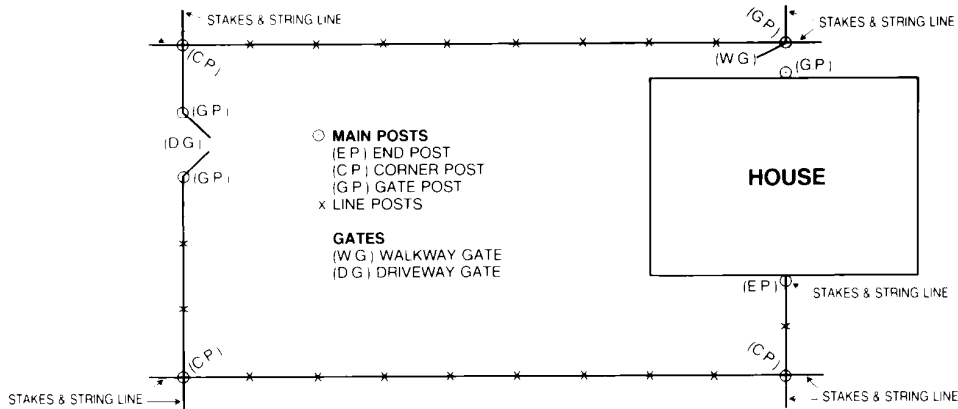 STAKES & STRING LINE
(G P)
STAKES & STRING LINE
(C P)
(W G)
(G P)
(G P)
(D G)
(G P)
MAIN POSTS
(E P) END POST
(C P) CORNER POST
(G P) GATE POST
x LINE POSTS
GATES
(W G) WALKWAY GATE
(D G) DRIVEWAY GATE
HOUSE
(E P)
STAKES & STRING LINE
(C P)
(C P)
STAKES & STRING LINE
STAKES & STRING LINE